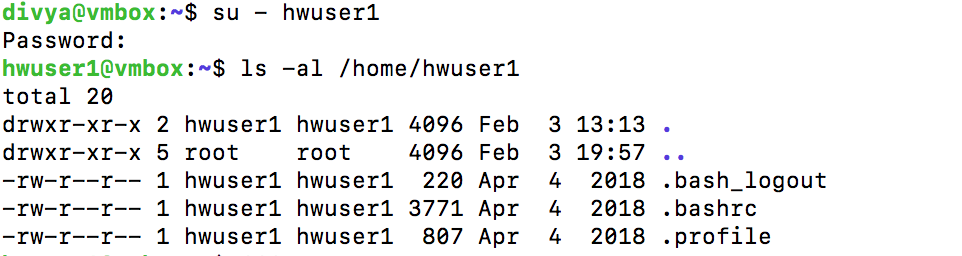 divya@vmbox:~$ su - hwuser1
Password:
hwuser1@vmbox:~$ ls -al /home/hwuser1
total 20
drwxr-xr-x 2 hwuser1 hwuser1 4096 Feb  3 13:13 .
drwxr-xr-x 5 root    root    4096 Feb  3 19:57 ..
-rw-r--r-- 1 hwuser1 hwuser1  220 Apr  4  2018 .bash_logout
-rw-r--r-- 1 hwuser1 hwuser1 3771 Apr  4  2018 .bashrc
-rw-r--r-- 1 hwuser1 hwuser1  807 Apr  4  2018 .profile